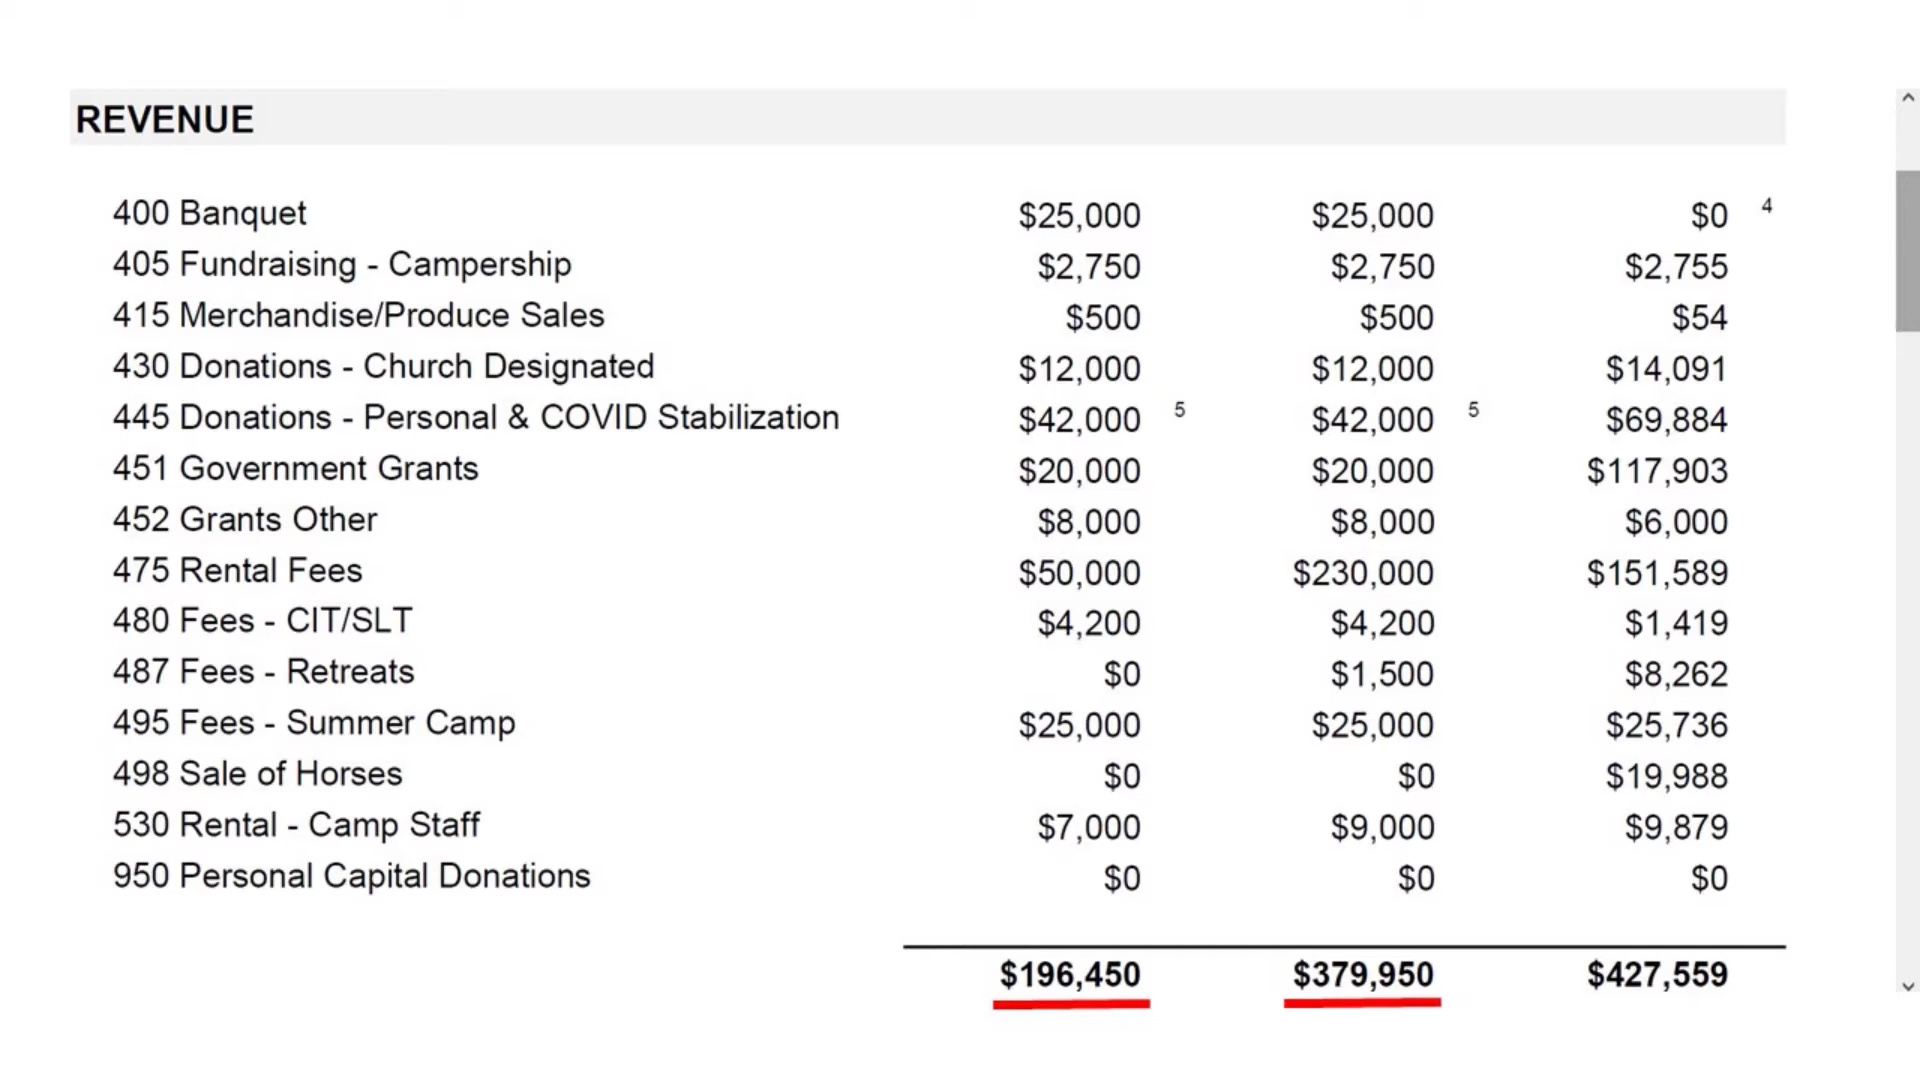 REVENUE
400 Banquet $25,000 $25,000 $0 4
405 Fundraising - Campership $2,750 $2,750 $2,755
415 Merchandise/Produce Sales $500 $500 $54
430 Donations - Church Designated $12,000 $12,000 $14,091
445 Donations - Personal & COVID Stabilization $42,000 5 $42,000 5 $69,884
451 Government Grants $20,000 $20,000 $117,903
452 Grants Other $8,000 $8,000 $6,000
475 Rental Fees $50,000 $230,000 $151,589
480 Fees - CIT/SLT $4,200 $4,200 $1,419
487 Fees - Retreats $0 $1,500 $8,262
495 Fees - Summer Camp $25,000 $25,000 $25,736
498 Sale of Horses $0 $0 $19,988
530 Rental - Camp Staff $7,000 $9,000 $9,879
950 Personal Capital Donations $0 $0 $0
$196,450 $379,950 $427,559